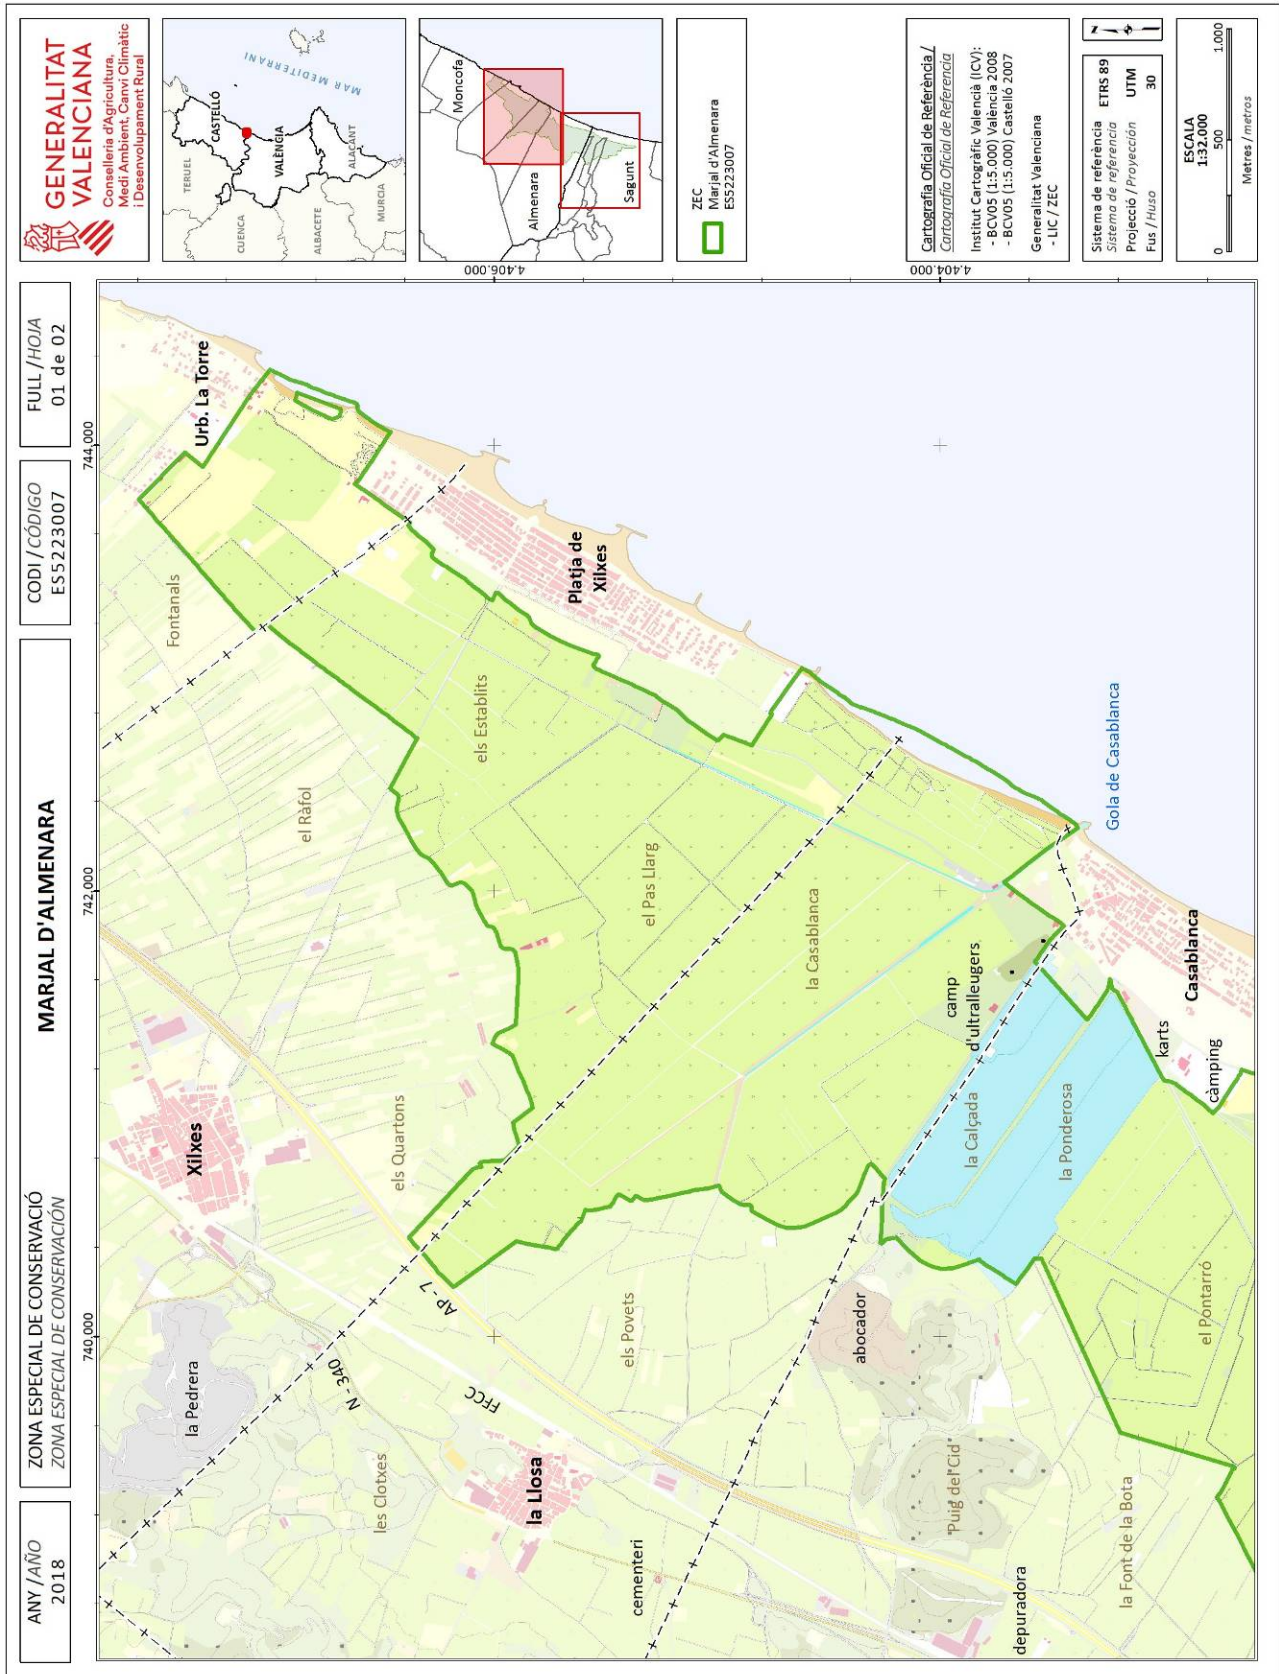 ANY / AÑO
2018
ZONA ESPECIAL DE CONSERVACIÓ
ZONA ESPECIAL DE CONSERVACIÓN
MARJAL D'ALMENARA
CODI / CÓDIGO
ES5223007
FULL / HOJA
01 de 02
GENERALITAT
VALENCIANA
Conselleria d'Agricultura,
Medi Ambient, Canvi Climàtic
i Desenvolupament Rural
TERUEL
CASTELLÓ
CUENCA
VALÈNCIA
MAR MEDITERRANI
ALBACETE
ALACANT
MURCIA
Moncofa
Almenara
Sagunt
ZEC
Marjal d'Almenara
ES5223007
Cartografia Oficial de Referència /
Cartografía Oficial de Referencia
Institut Cartogràfic Valencià (ICV):
- BCV05 (1:5.000) València 2008
- BCV05 (1:5.000) Castelló 2007
Generalitat Valenciana
- LIC / ZEC
Sistema de referència ETRS 89
Sistema de referencia
Projecció / Proyección UTM
Fus / Huso 30
N
ESCALA
1:32.000
0 500 1.000
Metres / metros
740.000
742.000
744.000
4.406.000
4.404.000
Urb. La Torre
Fontanals
Xilxes
la Pedrera
el Ràfol
N - 340
AP - 7
els Quartons
les Clotxes
FFCC
els Establits
Platja de
Xilxes
la Llosa
el Pas Llarg
els Povets
cementeri
la Casablanca
abocador
camp
d'ultralleugers
la Calçada
Puig del Cid
depuradora
la Ponderosa
Gola de Casablanca
la Font de la Bota
karts
Casablanca
càmping
el Pontarró